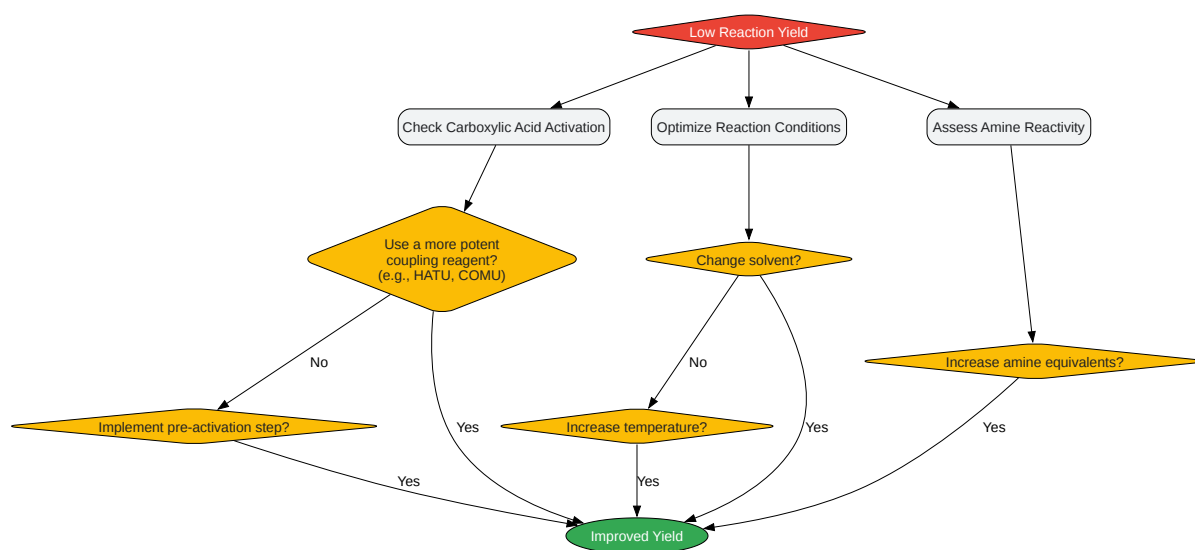 Low Reaction Yield
Check Carboxylic Acid Activation
Optimize Reaction Conditions
Assess Amine Reactivity
Use a more potent
coupling reagent?
(e.g., HATU, COMU)
Change solvent?
No
No
Increase amine equivalents?
Implement pre-activation step?
Yes
Increase temperature?
Yes
Yes
Yes
Yes
Improved Yield